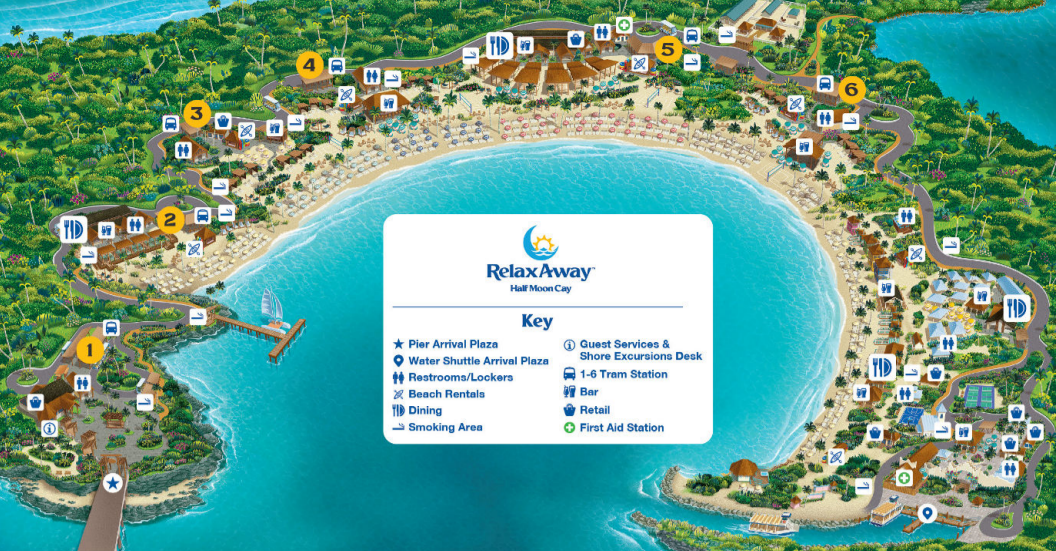 5
4
6
3
2
1
RelaxAway™
Half Moon Cay
Key
Pier Arrival Plaza
Water Shuttle Arrival Plaza
Restrooms/Lockers
Beach Rentals
Dining
Smoking Area
Guest Services &
Shore Excursions Desk
1-6 Tram Station
Bar
Retail
First Aid Station